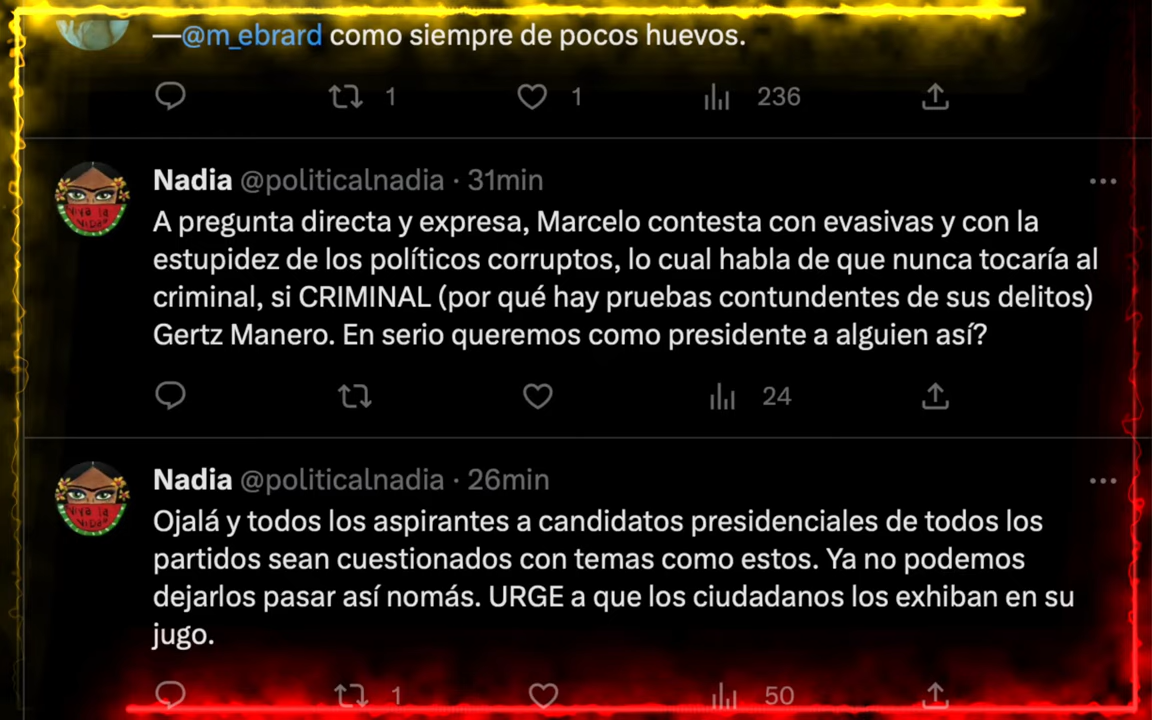 —@m_ebrard como siempre de pocos huevos.
1 1 236
Nadia @politicalnadia · 31min
A pregunta directa y expresa, Marcelo contesta con evasivas y con la
estupidez de los políticos corruptos, lo cual habla de que nunca tocaría al
criminal, si CRIMINAL (por qué hay pruebas contundentes de sus delitos)
Gertz Manero. En serio queremos como presidente a alguien así?
24
Nadia @politicalnadia · 26min
Ojalá y todos los aspirantes a candidatos presidenciales de todos los
partidos sean cuestionados con temas como estos. Ya no podemos
dejarlos pasar así nomás. URGE a que los ciudadanos los exhiban en su
jugo.
1 50